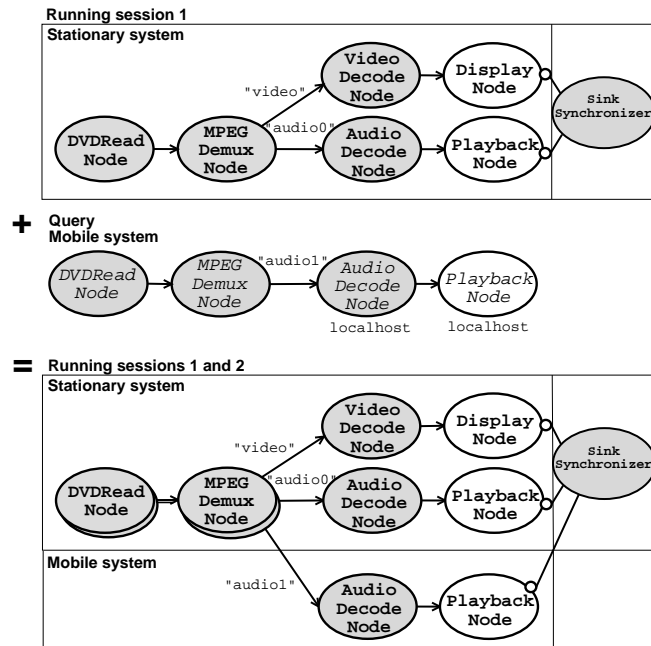 Running session 1
Stationary system
Video
Decode
Node
Display
Node
"video"
Sink
Synchronizer
"audio0"
DVDRead
Node
MPEG
Demux
Node
Audio
Decode
Node
Playback
Node
+ Query
Mobile system
"audio1"
DVDRead
Node
MPEG
Demux
Node
Audio
Decode
Node
Playback
Node
localhost
localhost
= Running sessions 1 and 2
Stationary system
Video
Decode
Node
Display
Node
"video"
Sink
Synchronizer
"audio0"
DVDRead
Node
MPEG
Demux
Node
Audio
Decode
Node
Playback
Node
Mobile system
"audio1"
Audio
Decode
Node
Playback
Node